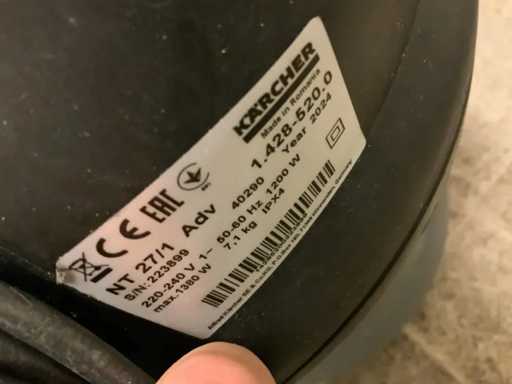 KÄRCHER
Made in Romania
CE EAC
NT 27/1 Adv 1.428-520.0
S/N: 223899 40290 Year 2024
220-240 V 1~ 50-60 Hz 1200 W
max. 1380 W 7,1 kg IPX4